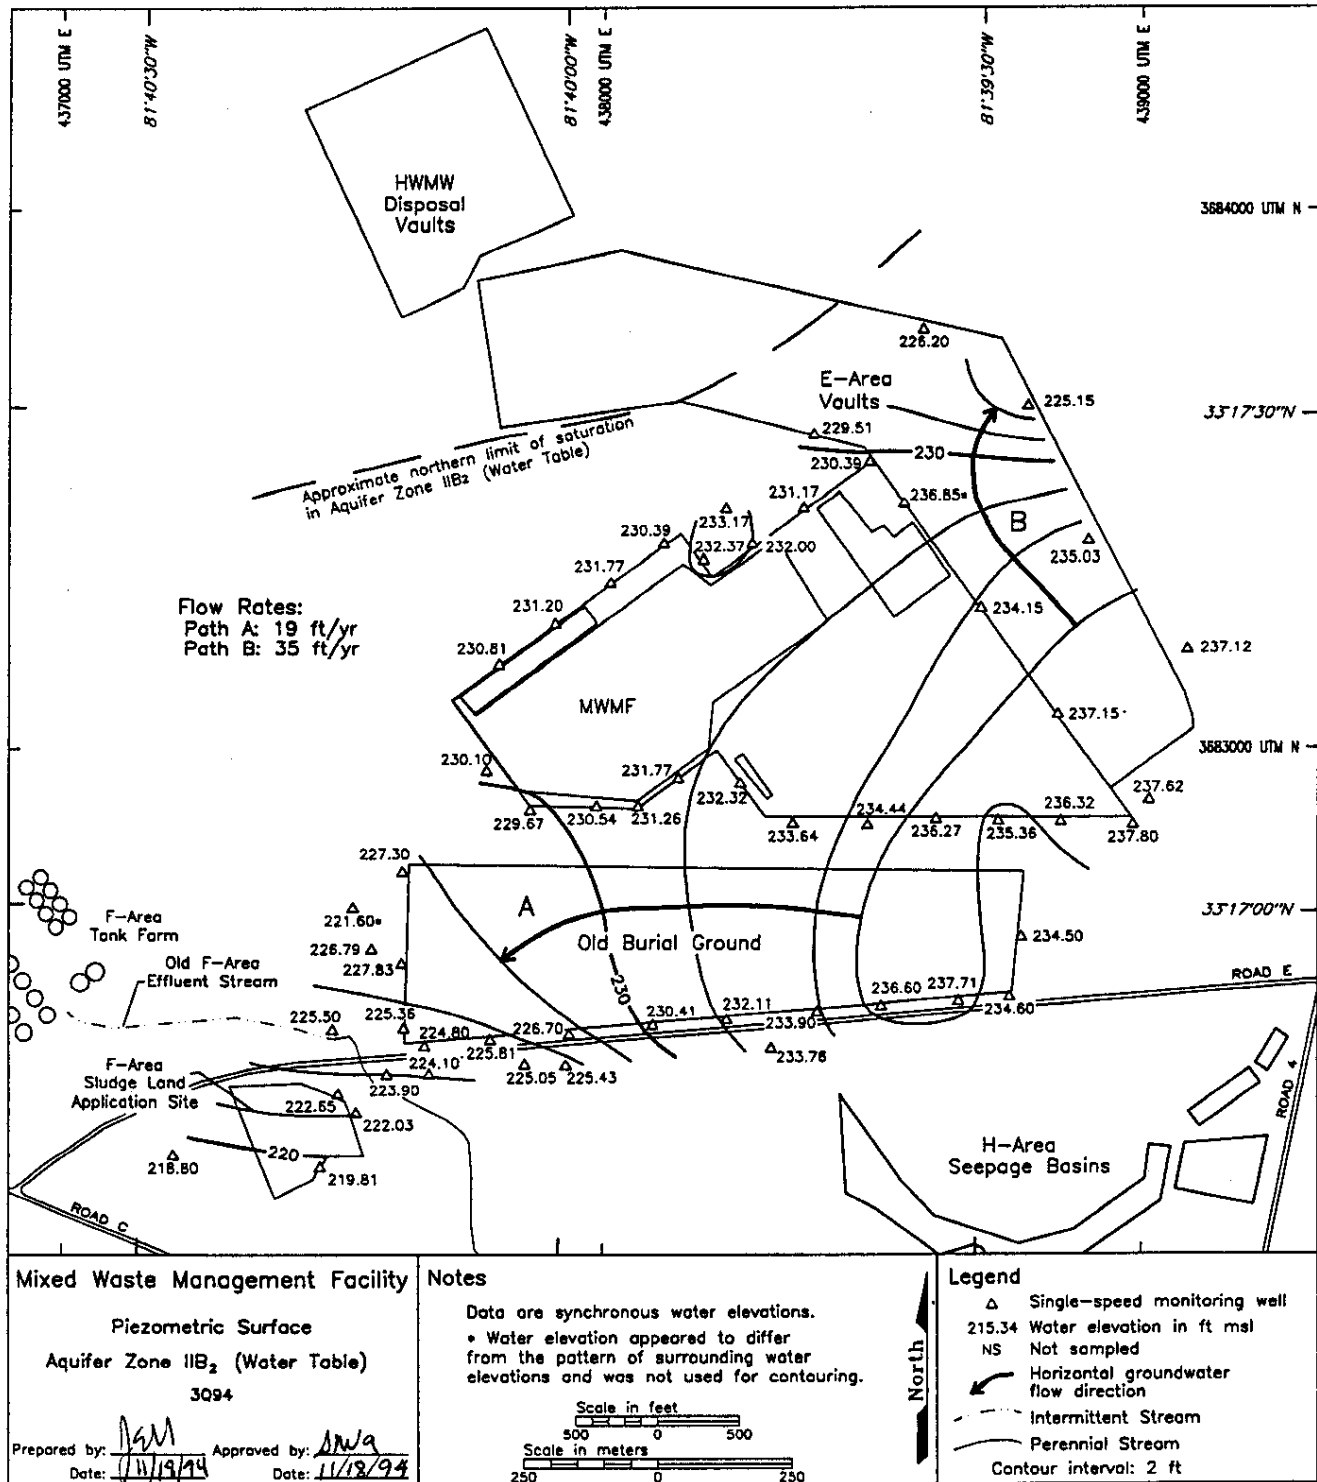 437000 UTM E
81°40'30"W
81°40'00"W
438000 UTM E
81°39'30"W
439000 UTM E
HWMW
Disposal
Vaults
3684000 UTM N
226.20
E-Area
Vaults
225.15
33°17'30"N
229.51
Approximate northern limit of saturation
in Aquifer Zone IIB₂ (Water Table)
230.39
230
231.17
236.85*
233.17
B
230.39
232.37
232.00
235.03
231.77
Flow Rates:
Path A: 19 ft/yr
Path B: 35 ft/yr
231.20
234.15
230.81
237.12
MWMF
237.15
3683000 UTM N
230.10
231.77
232.32
237.62
229.67
230.54
231.26
233.64
234.44
236.27
235.36
236.32
237.80
227.30
221.60*
A
33°17'00"N
F-Area
Tank Farm
226.79
Old Burial Ground
234.50
227.83
Old F-Area
Effluent Stream
ROAD E
230
236.60
237.71
225.50
225.36
224.80
226.70
230.41
232.11
233.90
234.60
225.81
233.76
F-Area
Sludge Land
Application Site
224.10
225.05
225.43
223.90
222.65
222.03
ROAD 4
220
218.80
219.81
H-Area
Seepage Basins
ROAD C
Mixed Waste Management Facility
Piezometric Surface
Aquifer Zone IIB₂ (Water Table)
3Q94
Prepared by:
Approved by:
Date: 11/18/94
Date: 11/18/94
Notes
Data are synchronous water elevations.
* Water elevation appeared to differ
from the pattern of surrounding water
elevations and was not used for contouring.
Scale in feet
500 0 500
Scale in meters
250 0 250
North
Legend
Single-speed monitoring well
215.34 Water elevation in ft msl
NS Not sampled
Horizontal groundwater
flow direction
Intermittent Stream
Perennial Stream
Contour interval: 2 ft